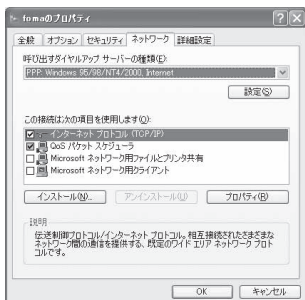 fomaのプロパティ
全般 オプション セキュリティ ネットワーク 詳細設定
呼び出すダイヤルアップ サーバーの種類(E):
PPP: Windows 95/98/NT4/2000, Internet
設定(S)
この接続は次の項目を使用します(O):
インターネット プロトコル (TCP/IP)
QoS パケット スケジューラ
Microsoft ネットワーク用ファイルとプリンタ共有
Microsoft ネットワーク用クライアント
インストール(N)... アンインストール(U) プロパティ(R)
説明
伝送制御プロトコル/インターネット プロトコル。相互接続されたさまざまな
ネットワーク間の通信を提供する、既定のワイド エリア ネットワーク プロト
コルです。
OK キャンセル